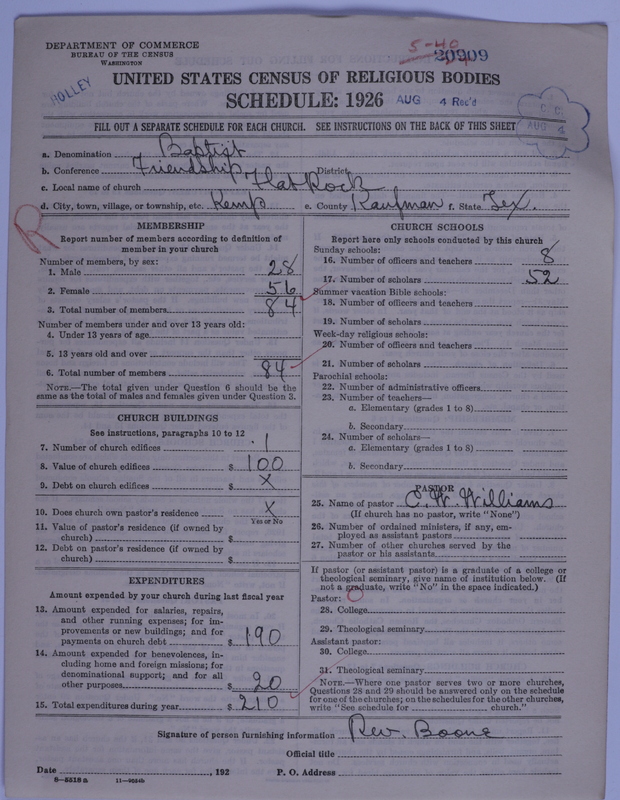 DEPARTMENT OF COMMERCE
BUREAU OF THE CENSUS
WASHINGTON
5-40
20909
HOLLEY
UNITED STATES CENSUS OF RELIGIOUS BODIES
SCHEDULE: 1926
AUG 4 Rec'd
C. C.
AUG 4
FILL OUT A SEPARATE SCHEDULE FOR EACH CHURCH. SEE INSTRUCTIONS ON THE BACK OF THIS SHEET
a. Denomination Baptist
b. Conference Friendship District
c. Local name of church Flat Rock
d. City, town, village, or township, etc. Kemp e. County Kaufman f. State Tex.
R
MEMBERSHIP
Report number of members according to definition of
member in your church
Number of members, by sex:
1. Male 28
2. Female 56
3. Total number of members 84
Number of members under and over 13 years old:
4. Under 13 years of age
5. 13 years old and over
6. Total number of members 84
NOTE.—The total given under Question 6 should be the
same as the total of males and females given under Question 3.
CHURCH BUILDINGS
See instructions, paragraphs 10 to 12
7. Number of church edifices 1
8. Value of church edifices $ 100
9. Debt on church edifices $ X
10. Does church own pastor's residence X
Yes or No
11. Value of pastor's residence (if owned by
church) $
12. Debt on pastor's residence (if owned by
church) $
EXPENDITURES
Amount expended by your church during last fiscal year
13. Amount expended for salaries, repairs,
and other running expenses; for im-
provements or new buildings; and for
payments on church debt $ 190
14. Amount expended for benevolences, in-
cluding home and foreign missions; for
denominational support; and for all
other purposes $ 20
15. Total expenditures during year $ 210
CHURCH SCHOOLS
Report here only schools conducted by this church
Sunday schools:
16. Number of officers and teachers 8
17. Number of scholars 52
Summer vacation Bible schools:
18. Number of officers and teachers
19. Number of scholars
Week-day religious schools:
20. Number of officers and teachers
21. Number of scholars
Parochial schools:
22. Number of administrative officers
23. Number of teachers—
a. Elementary (grades 1 to 8)
b. Secondary
24. Number of scholars—
a. Elementary (grades 1 to 8)
b. Secondary
PASTOR
25. Name of pastor C. W. Williams
(If church has no pastor, write "None")
26. Number of ordained ministers, if any, em-
ployed as assistant pastors
27. Number of other churches served by the
pastor or his assistants
If pastor (or assistant pastor) is a graduate of a college or
theological seminary, give name of institution below. (If
not a graduate, write "No" in the space indicated.)
Pastor:
28. College
29. Theological seminary
Assistant pastor:
30. College
31. Theological seminary
NOTE.—Where one pastor serves two or more churches,
Questions 28 and 29 should be answered only on the schedule
for one of the churches; on the schedules for the other churches,
write "See schedule for church."
Signature of person furnishing information Rev. Boone
Official title
Date , 192 P. O. Address
8—5518 a 11—9024b